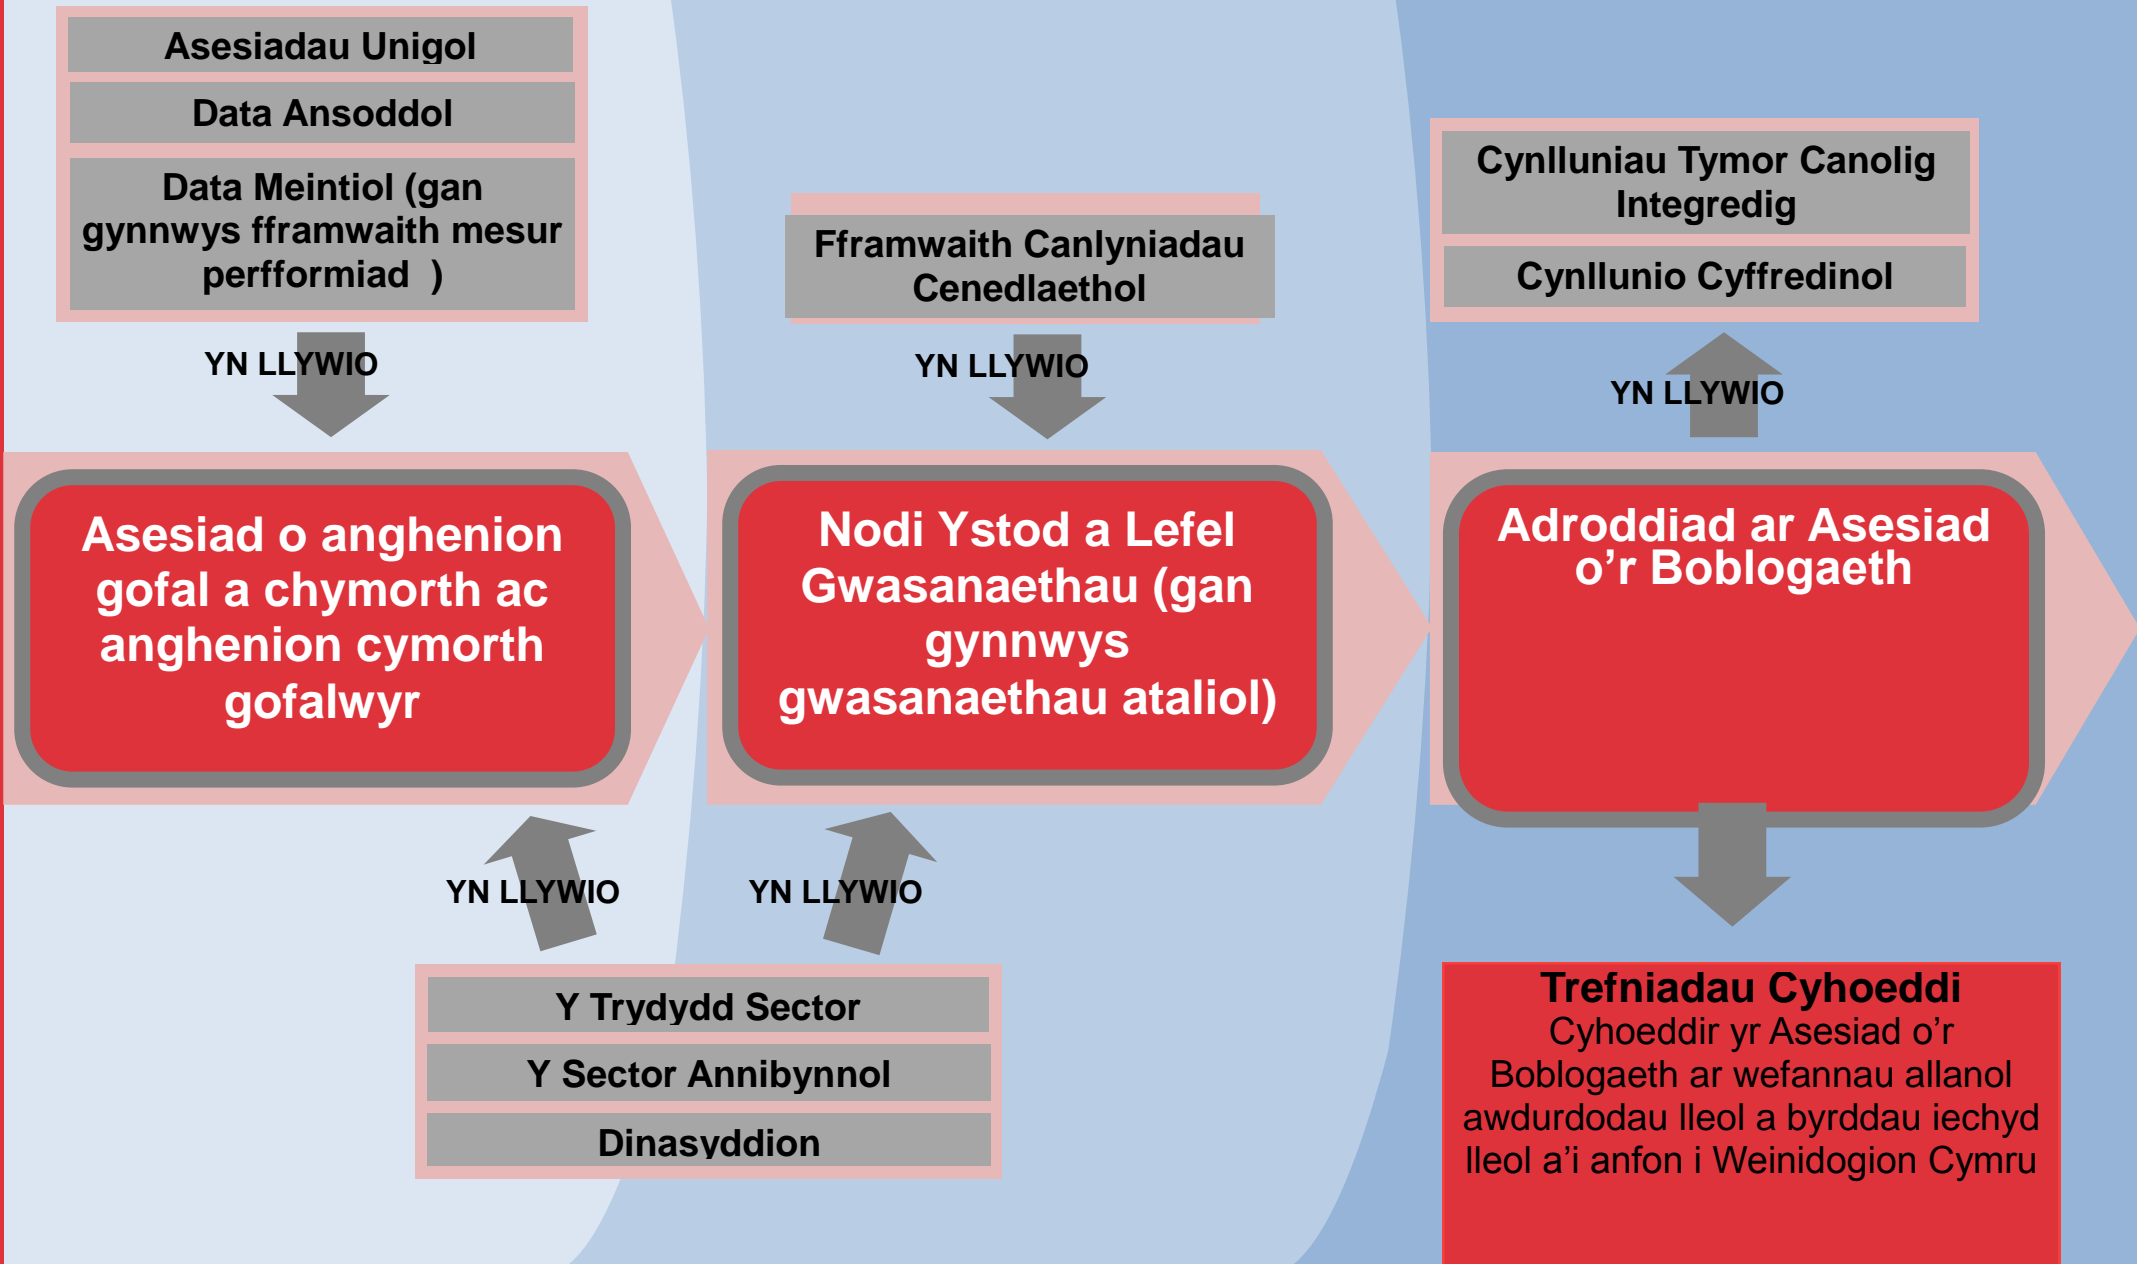 Asesiadau Unigol
Data Ansoddol
Data Meintiol (gan
gynnwys fframwaith mesur
perfformiad  )
YN LLYWIO
Asesiad o anghenion
gofal a chymorth ac
anghenion cymorth
gofalwyr
Fframwaith Canlyniadau
Cenedlaethol
YN LLYWIO
Nodi Ystod a Lefel
Gwasanaethau (gan
gynnwys
gwasanaethau ataliol)
YN LLYWIO
YN LLYWIO
Y Trydydd Sector
Y Sector Annibynnol
Dinasyddion
Cynlluniau Tymor Canolig
Integredig
Cynllunio Cyffredinol
YN LLYWIO
Adroddiad ar Asesiad
o’r Boblogaeth
Trefniadau Cyhoeddi
Cyhoeddir yr Asesiad o’r
Boblogaeth ar wefannau allanol
awdurdodau lleol a byrddau iechyd
lleol a’i anfon i Weinidogion Cymru